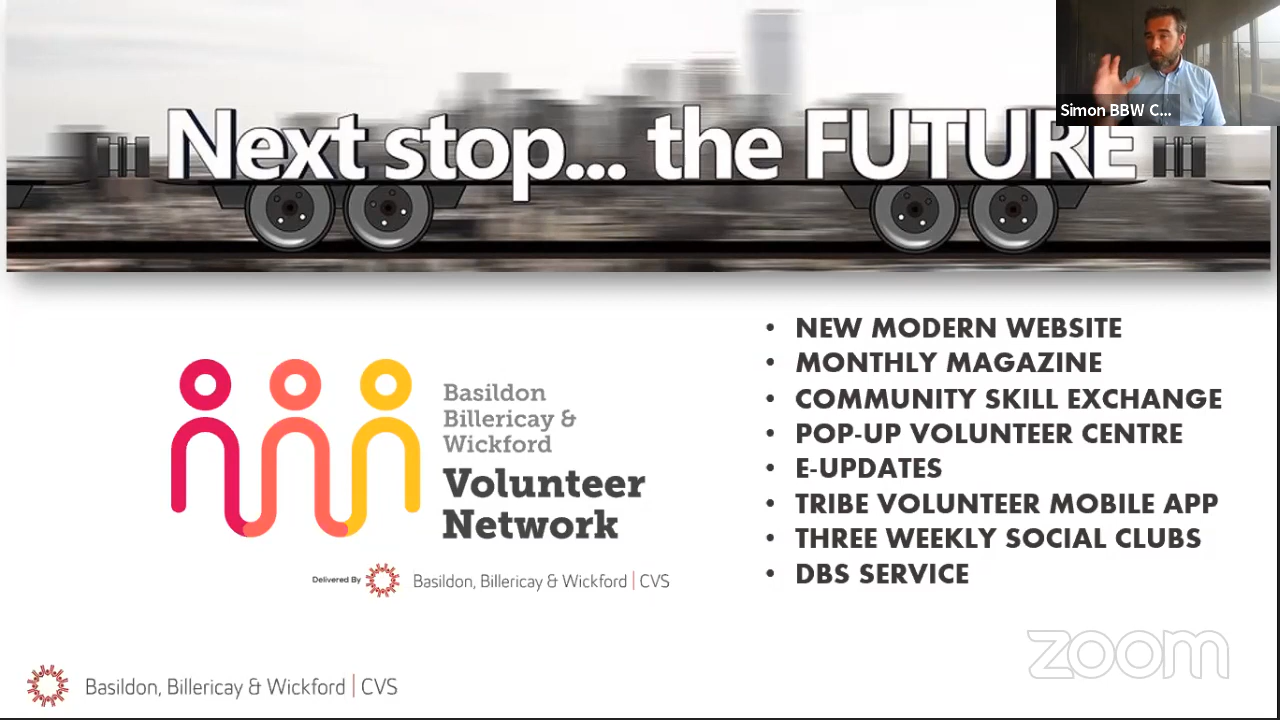 Next stop... the FUTURE
Simon BBW C...
Basildon
Billericay &
Wickford
Volunteer
Network
Delivered By
Basildon, Billericay & Wickford | CVS
• NEW MODERN WEBSITE
• MONTHLY MAGAZINE
• COMMUNITY SKILL EXCHANGE
• POP-UP VOLUNTEER CENTRE
• E-UPDATES
• TRIBE VOLUNTEER MOBILE APP
• THREE WEEKLY SOCIAL CLUBS
• DBS SERVICE
zoom
Basildon, Billericay & Wickford | CVS